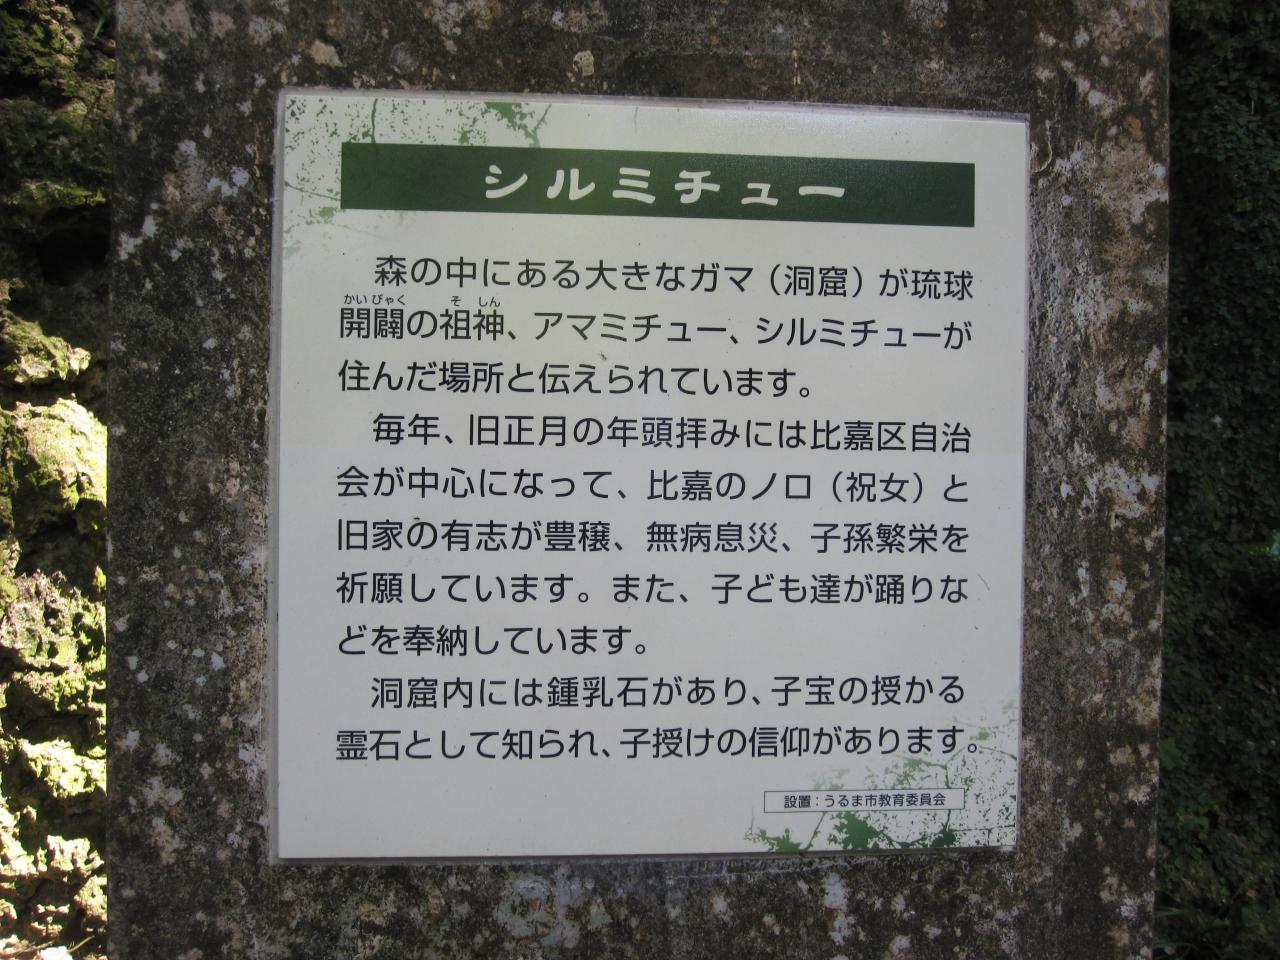 シルミチュー
森の中にある大きなガマ（洞窟）が琉球
かいびゃく そ しん
開闢の祖神、アマミチュー、シルミチューが
住んだ場所と伝えられています。
毎年、旧正月の年頭拝みには比嘉区自治
会が中心になって、比嘉のノロ（祝女）と
旧家の有志が豊穣、無病息災、子孫繁栄を
祈願しています。また、子ども達が踊りな
どを奉納しています。
洞窟内には鍾乳石があり、子宝の授かる
霊石として知られ、子授けの信仰があります。
設置：うるま市教育委員会